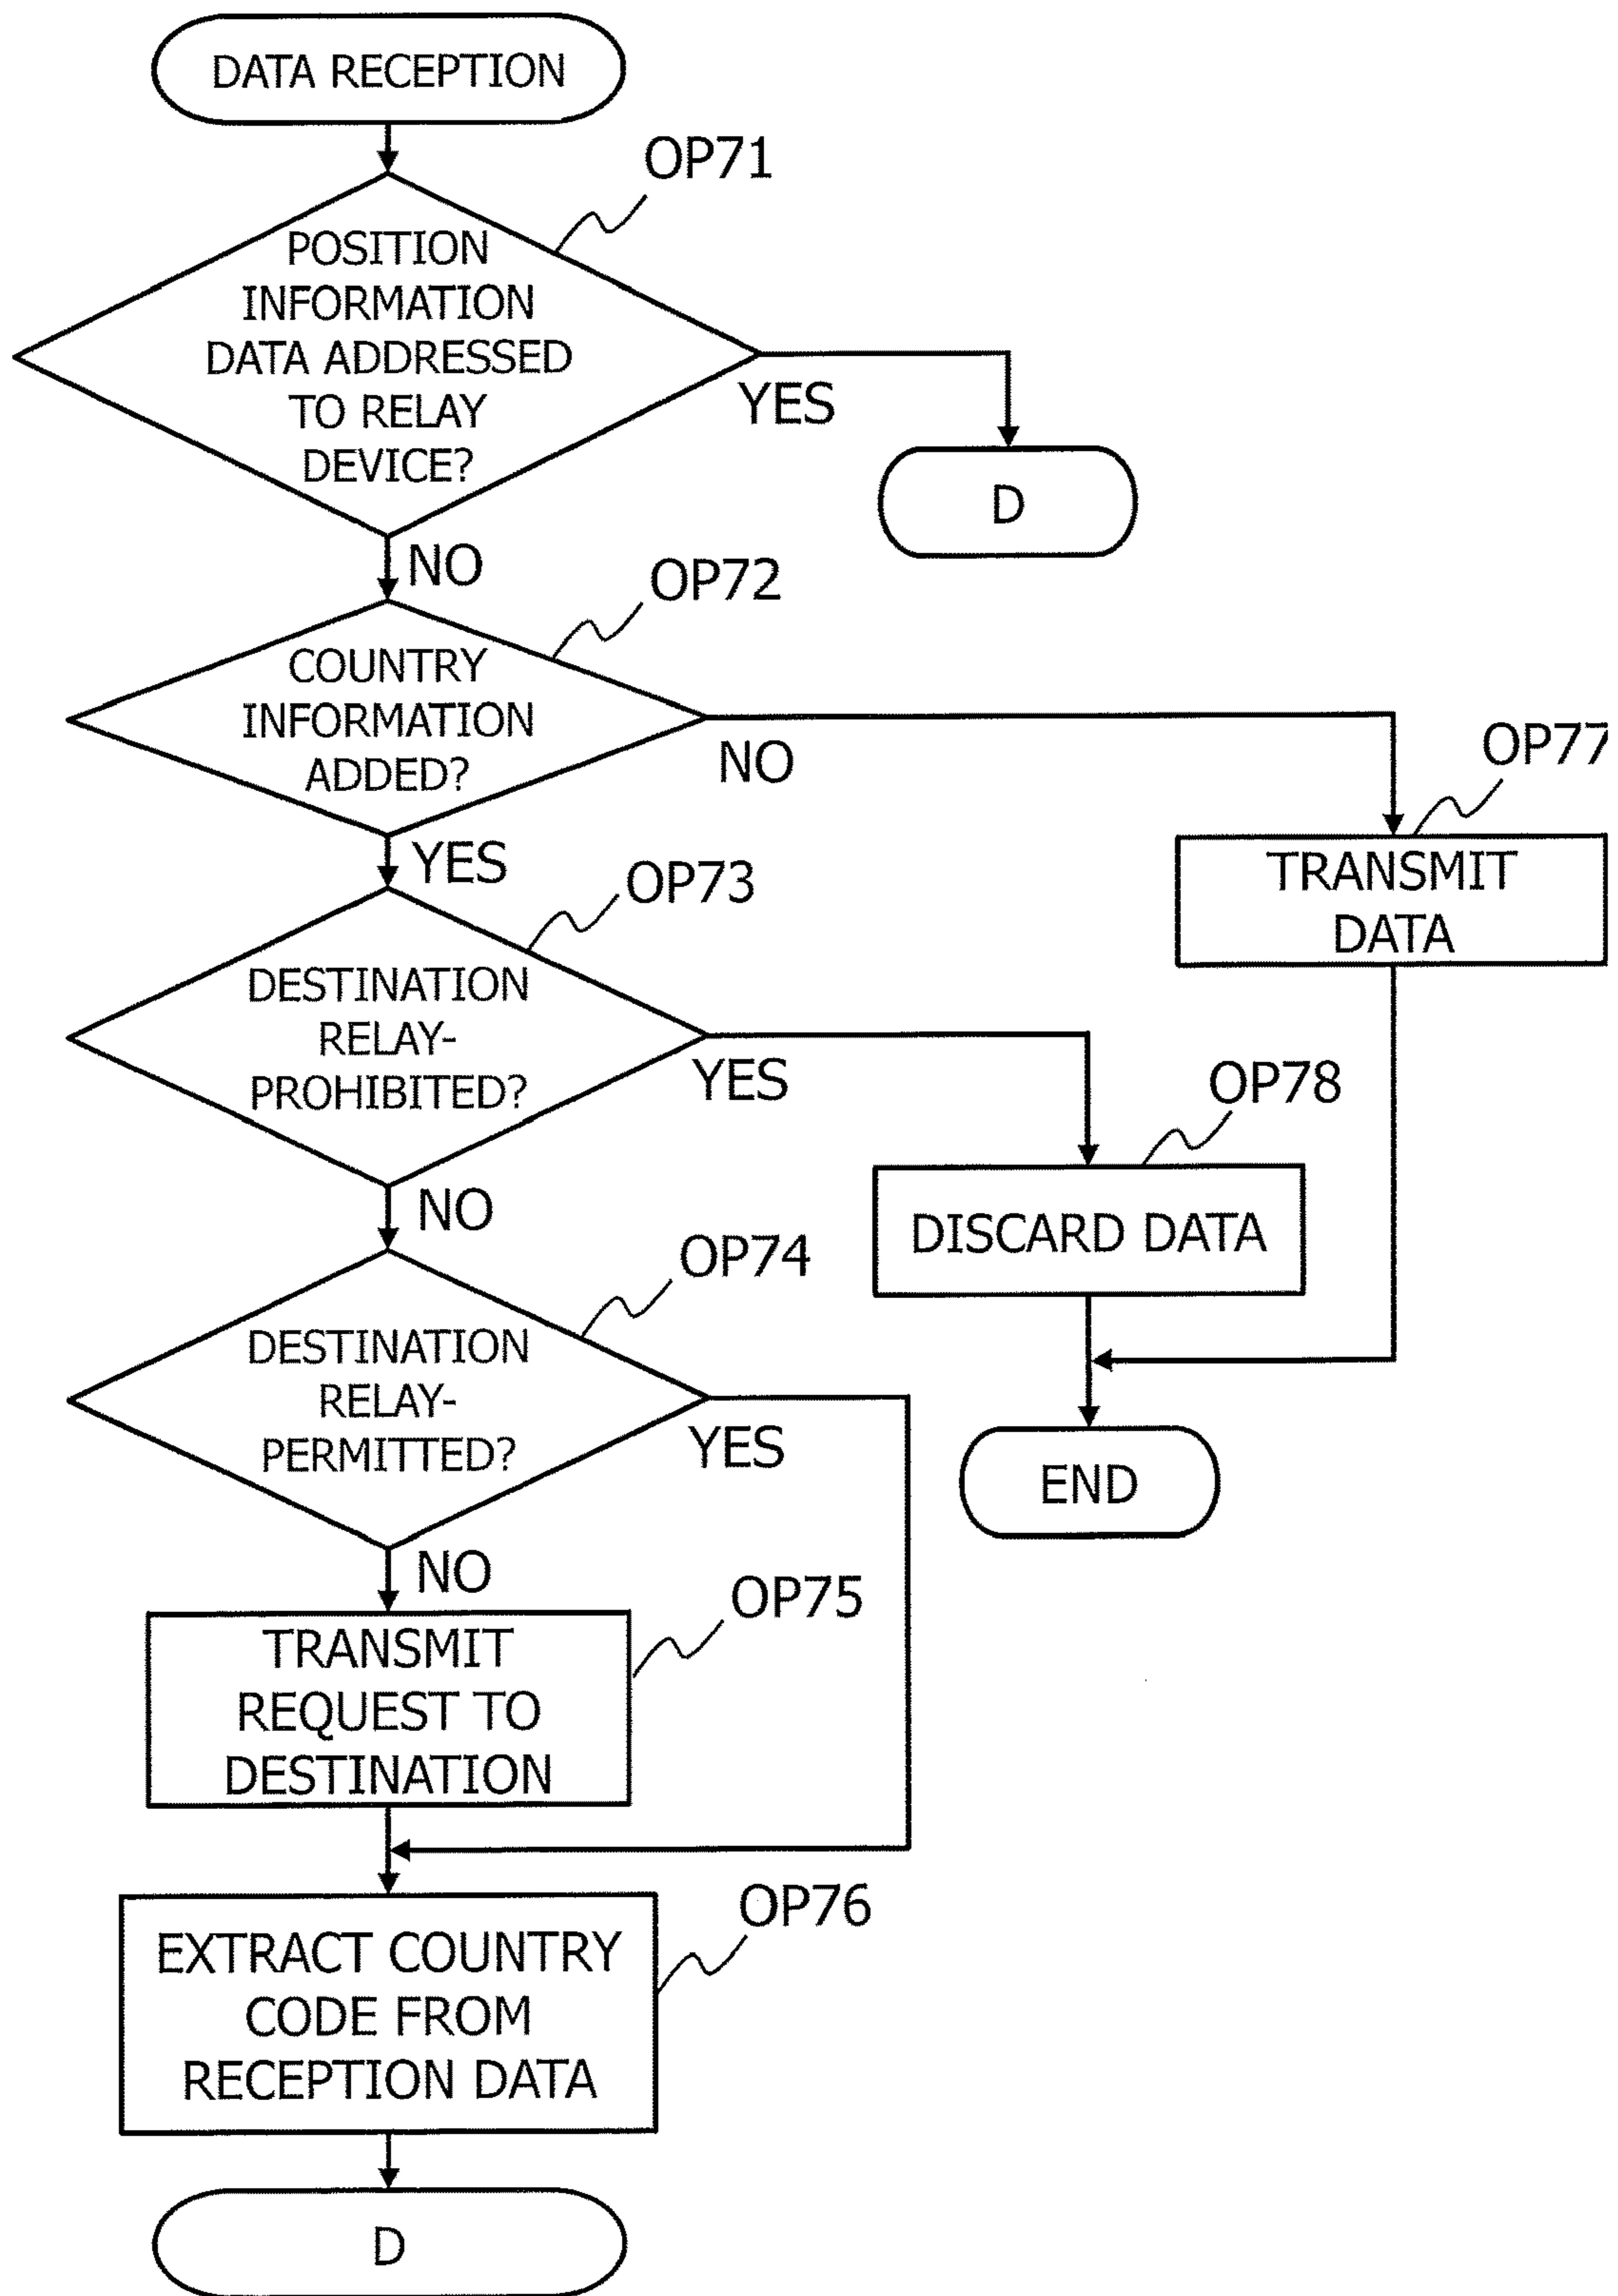 DATA RECEPTION
OP71
POSITION
INFORMATION
DATA ADDRESSED
TO RELAY
DEVICE?
YES
D
NO
OP72
COUNTRY
INFORMATION
ADDED?
NO
OP77
TRANSMIT
DATA
YES
OP73
DESTINATION
RELAY-
PROHIBITED?
YES
OP78
DISCARD DATA
NO
OP74
DESTINATION
RELAY-
PERMITTED?
YES
END
NO
OP75
TRANSMIT
REQUEST TO
DESTINATION
OP76
EXTRACT COUNTRY
CODE FROM
RECEPTION DATA
D